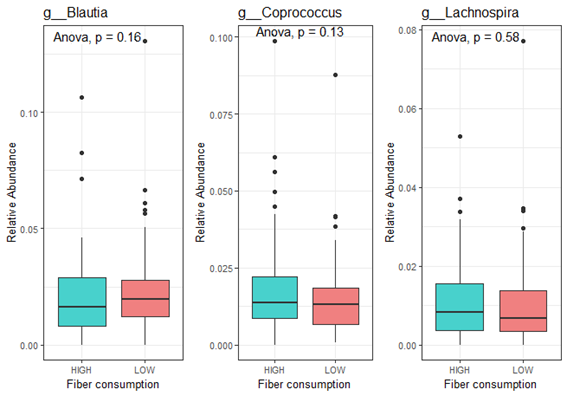 g__Blautia
Anova, p = 0.16
0.10
0.05
0.00
Relative Abundance
HIGH LOW
Fiber consumption
g__Coprococcus
Anova, p = 0.13
0.100
0.075
0.050
0.025
0.000
Relative Abundance
HIGH LOW
Fiber consumption
g__Lachnospira
Anova, p = 0.58
0.08
0.06
0.04
0.02
0.00
Relative Abundance
HIGH LOW
Fiber consumption